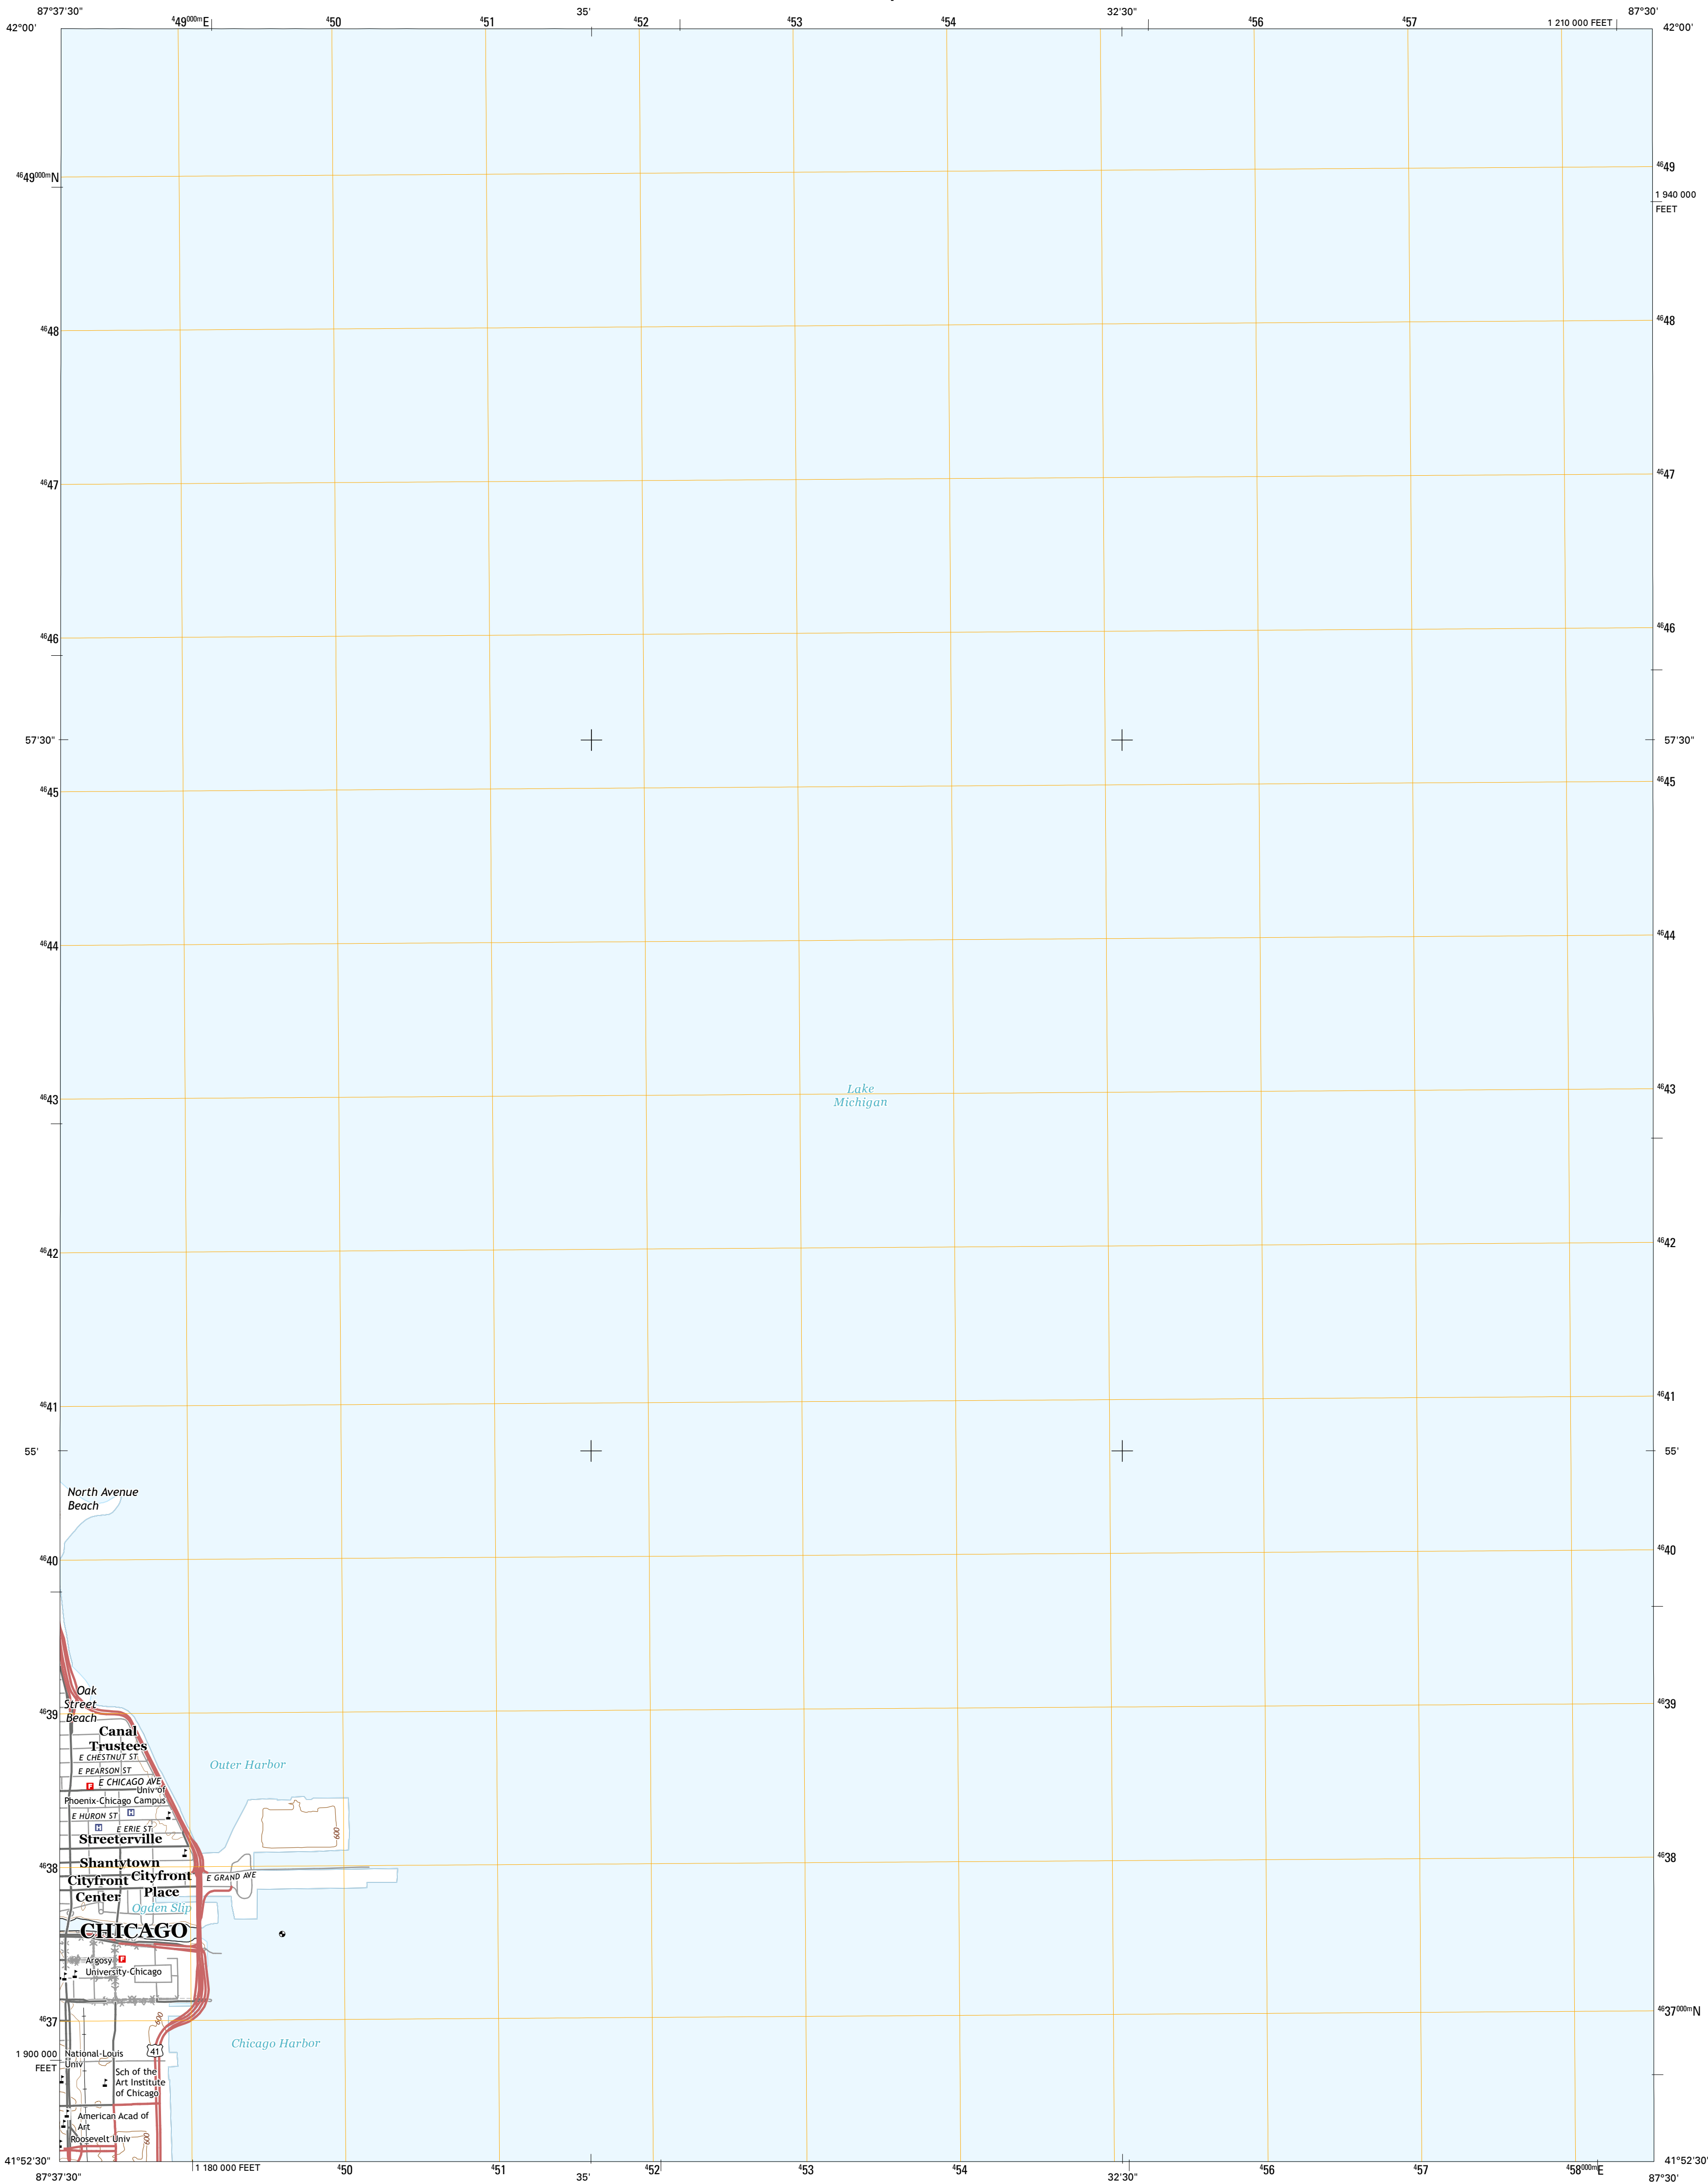 87°37'30"
⁴49⁰⁰⁰ᵐE
⁴50
⁴51
35'
⁴52
⁴53
⁴54
32'30"
⁴56
⁴57
1 210 000 FEET
87°30'
42°00'
42°00'
⁴⁶49⁰⁰⁰ᵐN
⁴⁶49
1 940 000
FEET
⁴⁶48
⁴⁶48
⁴⁶47
⁴⁶47
⁴⁶46
⁴⁶46
57'30"
57'30"
⁴⁶45
⁴⁶45
⁴⁶44
⁴⁶44
Lake
Michigan
⁴⁶43
⁴⁶43
⁴⁶42
⁴⁶42
⁴⁶41
⁴⁶41
55'
55'
North Avenue
Beach
⁴⁶40
⁴⁶40
Oak
Street
Beach
⁴⁶39
⁴⁶39
Canal
Trustees
E CHESTNUT ST
Outer Harbor
E PEARSON ST
F
E CHICAGO AVE
Univ of
Phoenix-Chicago Campus
H
E HURON ST
H
E ERIE ST
600
Streeterville
Shantytown
⁴⁶38
⁴⁶38
Cityfront
Center
Cityfront
Place
E GRAND AVE
Ogden Slip
CHICAGO
F
Argosy
University-Chicago
600
⁴⁶37
⁴⁶37⁰⁰⁰ᵐN
Chicago Harbor
41
1 900 000
FEET
National-Louis
Univ
Sch of the
Art Institute
of Chicago
American Acad of
Art
Roosevelt Univ
600
41°52'30"
41°52'30"
87°37'30"
1 180 000 FEET
⁴50
⁴51
35'
⁴52
⁴53
⁴54
32'30"
⁴56
⁴57
⁴58⁰⁰⁰ᵐE
87°30'